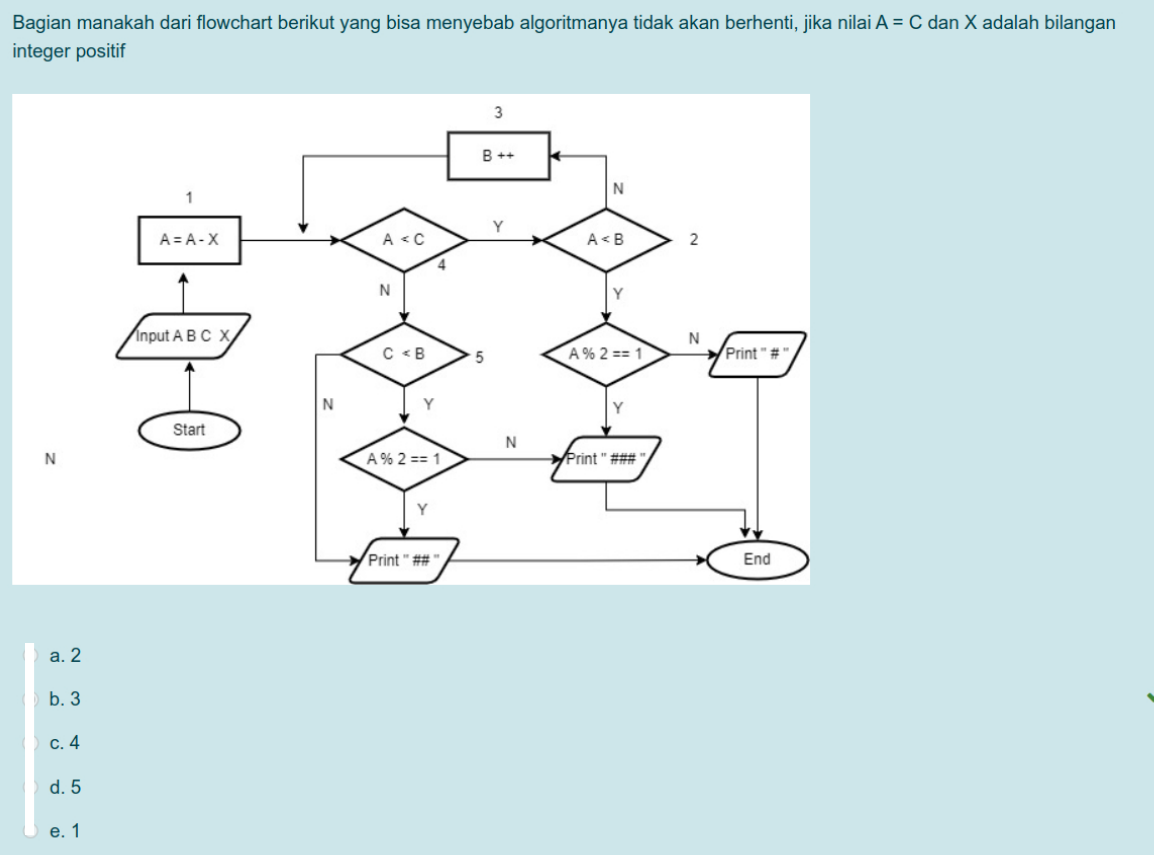 Bagian manakah dari flowchart berikut yang bisa menyebab algoritmanya tidak akan berhenti, jika nilai A = C dan X adalah bilangan
integer positif
3
B ++
N
1
Y
A = A - X
A < C
A < B
2
4
N
Y
Input A B C X
N
C < B
5
A % 2 == 1
Print " # "
N
Y
Y
Start
N
N
A % 2 == 1
Print " ### "
Y
Print " ## "
End
a. 2
b. 3
c. 4
d. 5
e. 1